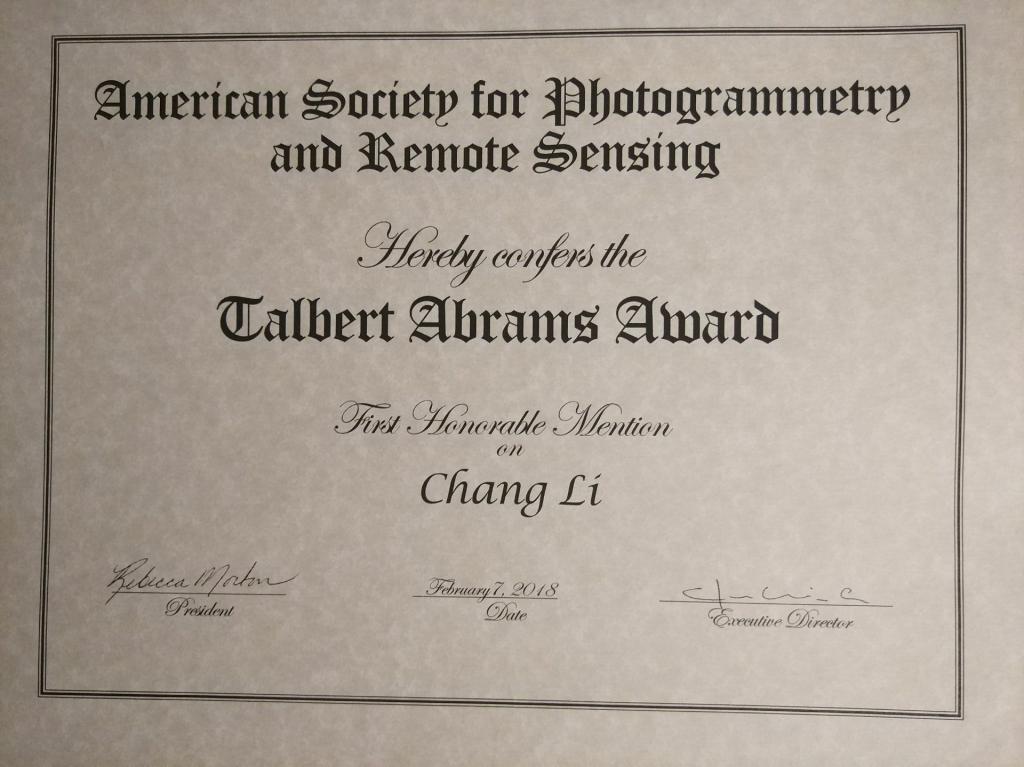 American Society for Photogrammetry
and Remote Sensing
Hereby confers the
Talbert Abrams Award
First Honorable Mention
on
Chang Li
Rebecca Morton
President
February 7, 2018
Date
Executive Director